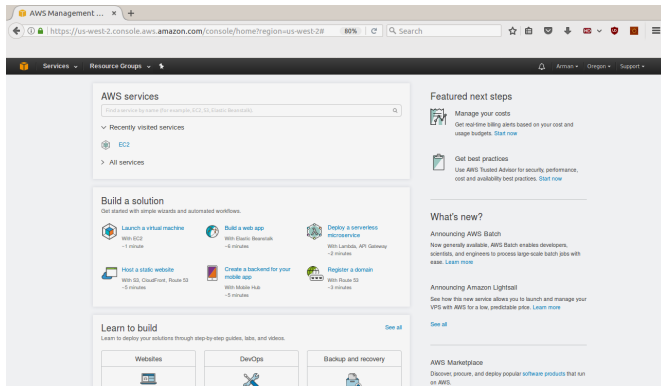 AWS Management ... × +
https://us-west-2.console.aws.amazon.com/console/home?region=us-west-2# 80% Search
Services Resource Groups Arman Oregon Support
AWS services
Find a service by name (for example, EC2, S3, Elastic Beanstalk).
Recently visited services
EC2
All services
Build a solution
Get started with simple wizards and automated workflows.
Launch a virtual machine
With EC2
~1 minute
Build a web app
With Elastic Beanstalk
~6 minutes
Deploy a serverless
microservice
With Lambda, API Gateway
~2 minutes
Host a static website
With S3, CloudFront, Route 53
~5 minutes
Create a backend for your
mobile app
With Mobile Hub
~5 minutes
Register a domain
With Route 53
~3 minutes
Learn to build
See all
Learn to deploy your solutions through step-by-step guides, labs, and videos.
Websites
DevOps
Backup and recovery
Featured next steps
Manage your costs
Get real-time billing alerts based on your cost and
usage budgets. Start now
Get best practices
Use AWS Trusted Advisor for security, performance,
cost and availability best practices. Start now
What's new?
Announcing AWS Batch
Now generally available, AWS Batch enables developers,
scientists, and engineers to process large-scale batch jobs with
ease. Learn more
Announcing Amazon Lightsail
See how this new service allows you to launch and manage your
VPS with AWS for a low, predictable price. Learn more
See all
AWS Marketplace
Discover, procure, and deploy popular software products that run
on AWS.